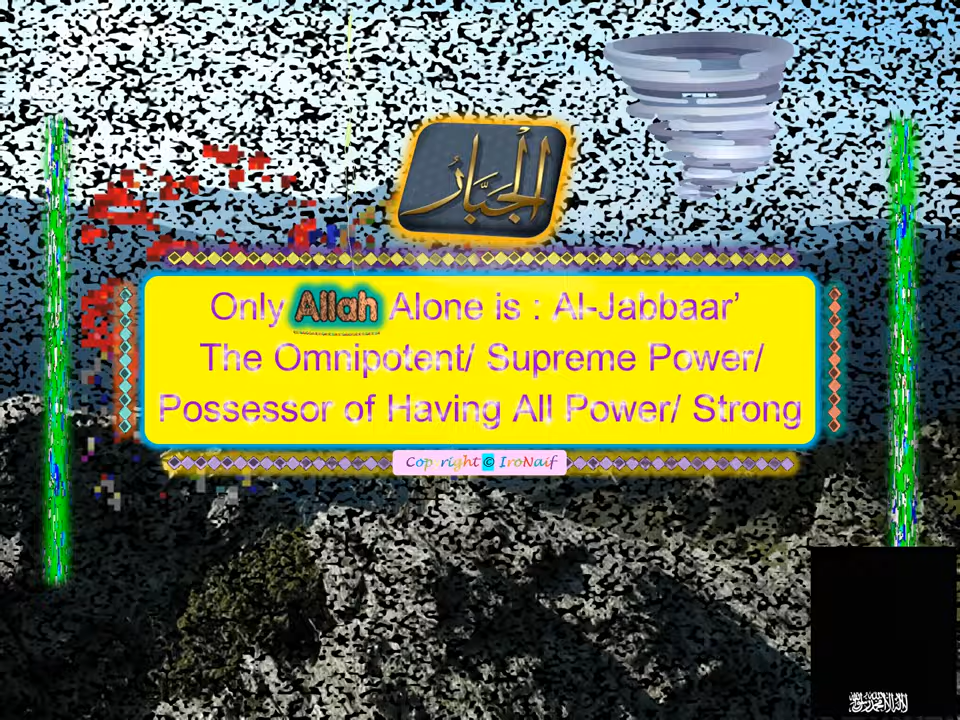 الْجَبَّارُ
Only Allah Alone is : Al-Jabbaar’
The Omnipotent/ Supreme Power/
Possessor of Having All Power/ Strong
Copyright © IroNaif